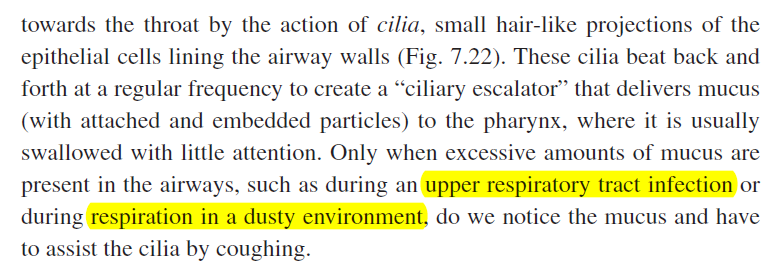 towards the throat by the action of cilia, small hair-like projections of the
epithelial cells lining the airway walls (Fig. 7.22). These cilia beat back and
forth at a regular frequency to create a “ciliary escalator” that delivers mucus
(with attached and embedded particles) to the pharynx, where it is usually
swallowed with little attention. Only when excessive amounts of mucus are
present in the airways, such as during an upper respiratory tract infection or
during respiration in a dusty environment, do we notice the mucus and have
to assist the cilia by coughing.